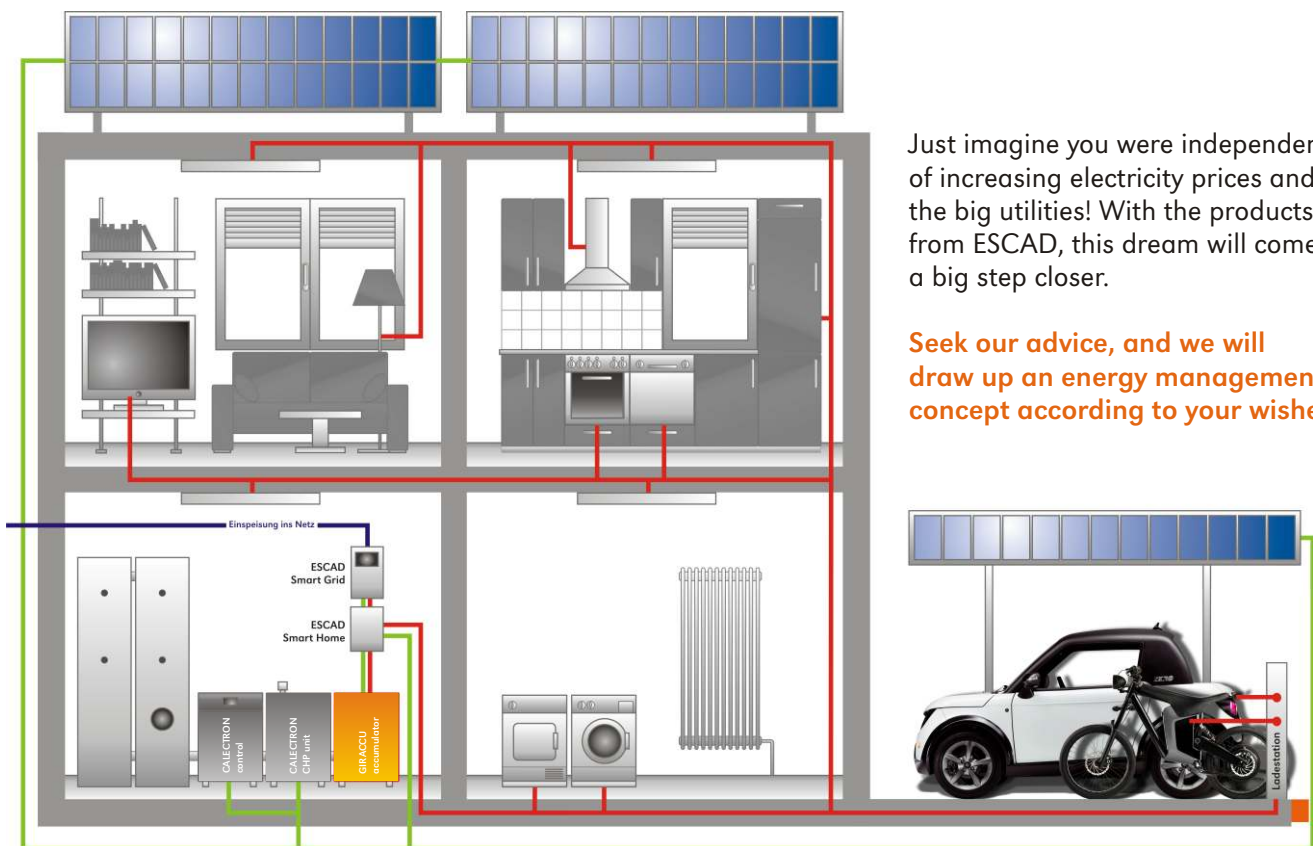 Just imagine you were independen
of increasing electricity prices and
the big utilities! With the products
from ESCAD, this dream will come
a big step closer.
Seek our advice, and we will
draw up an energy managemen
concept according to your wishe
Einspeisung ins Netz
ESCAD
Smart Grid
ESCAD
Smart Home
CALECTRON
control
CALECTRON
CHP unit
GiRACCU
accumulator
Ladestation